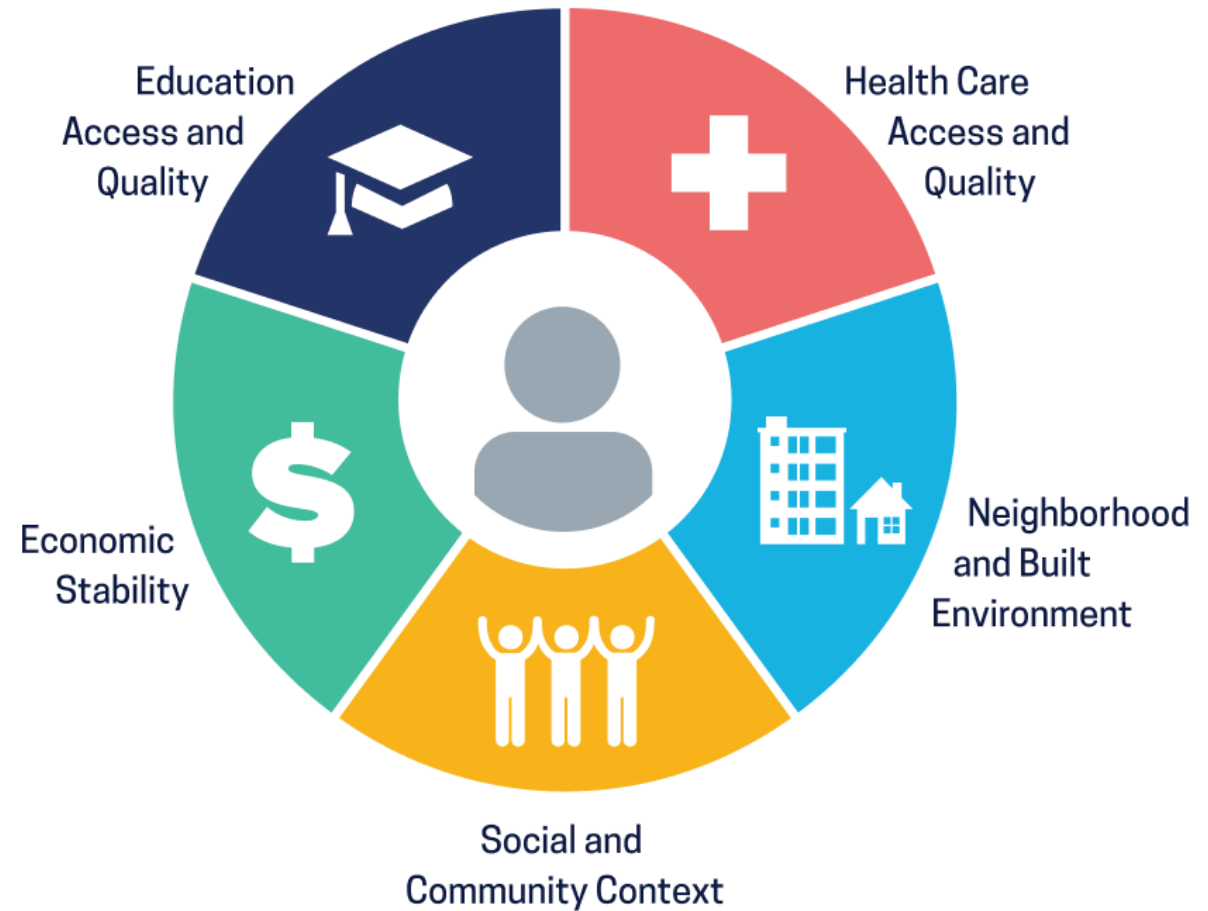 Education
Access and
Quality
Health Care
Access and
Quality
Economic
Stability
Neighborhood
and Built
Environment
Social and
Community Context